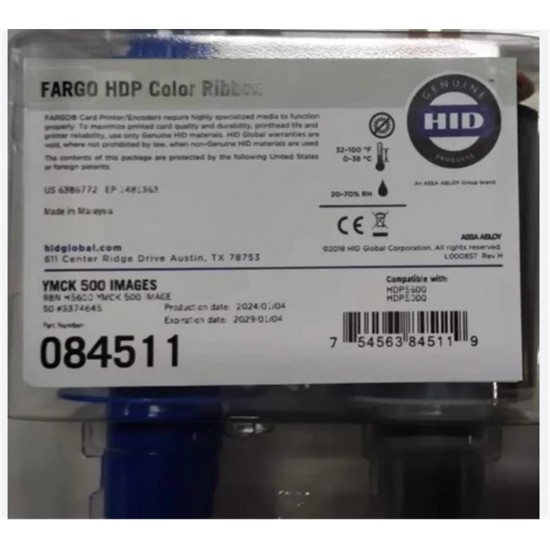 FARGO HDP Color Ribbon
FARGO® Card Printer/Encoders require highly specialized media to function
properly. To maximize printed card quality and durability, printhead life and
printer reliability, use only Genuine HID materials. HID Global warranties are
void, where not prohibited by law, when non-Genuine HID materials are used
The contents of this package are protected by the following United States
or foreign patents:
US 6386772 EP 1481363
Made in Malaysia
GENUINE
HID
PRODUCTS
An ASSA ABLOY Group brand
32-100 °F
0-38 °C
20-70% RH
CE
ASSA ABLOY
©2018 HID Global Corporation. All rights reserved.
L000857 Rev H
hidglobal.com
611 Center Ridge Drive Austin, TX 78753
YMCK 500 IMAGES
RBN H5600 YMCK 500 IMAGE
SO #3374645
Production date: 2024/01/04
Expiration date: 2029/01/04
Part Number:
084511
Compatible with:
HDP5600
7 54563 84511 9